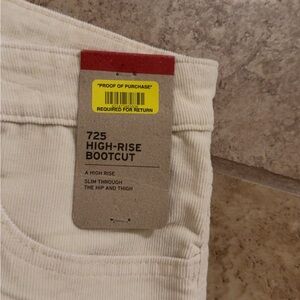 "PROOF OF PURCHASE"
REQUIRED FOR RETURN
725
HIGH-RISE
BOOTCUT
A HIGH RISE
SLIM THROUGH
THE HIP AND THIGH